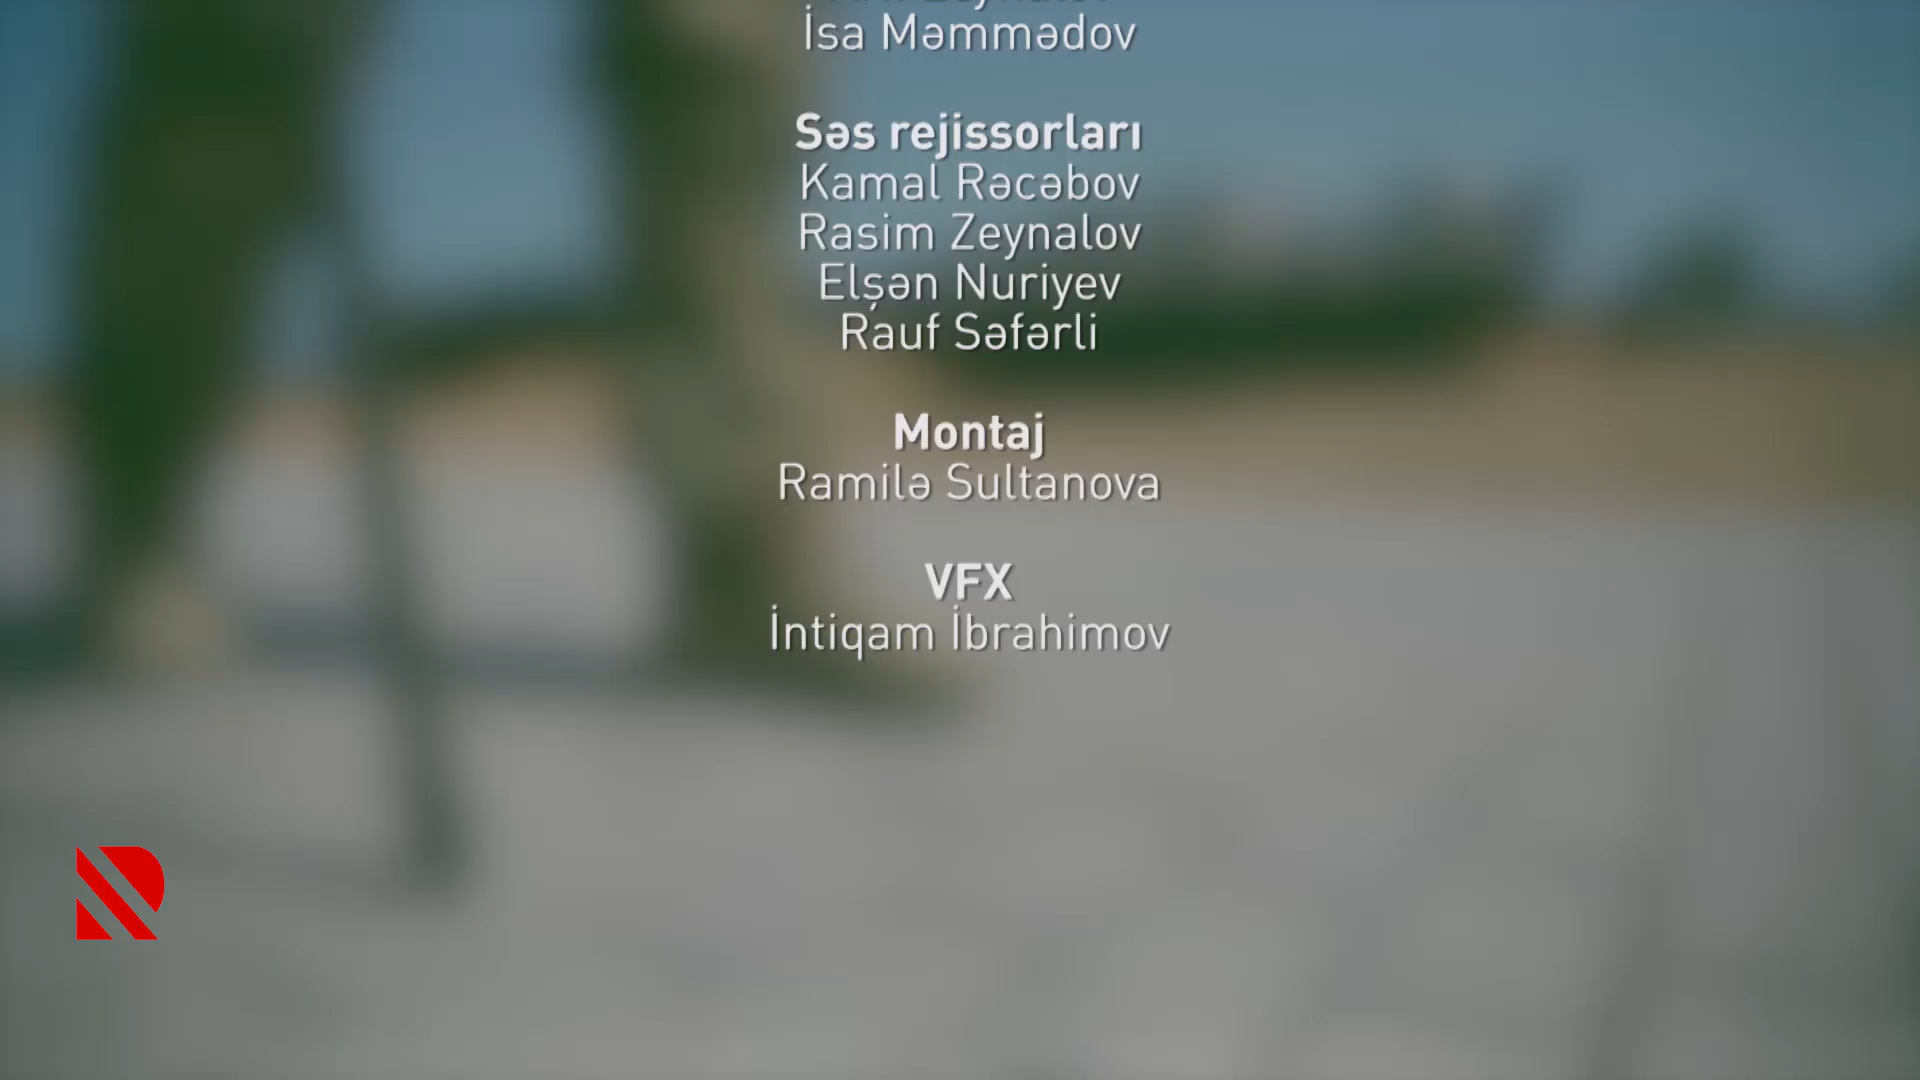 İsa Məmmədov
Səs rejissorları
Kamal Rəcəbov
Rasim Zeynalov
Elşən Nuriyev
Rauf Səfərli
Montaj
Ramilə Sultanova
VFX
İntiqam İbrahimov